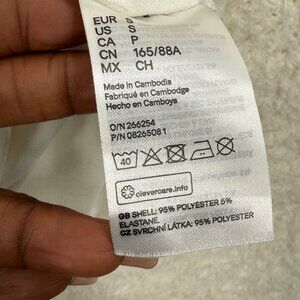 EUR S
US S
CA P
CN 165/88A
MX CH
Made in Cambodia
Fabriqué en Cambodge
Hecho en Camboya
O/N 266254
P/N 08265081
40
clevercare.info
GB SHELL: 95% POLYESTER 5%
ELASTANE.
CZ SVRCHNÍ LÁTKA: 95% POLYESTER